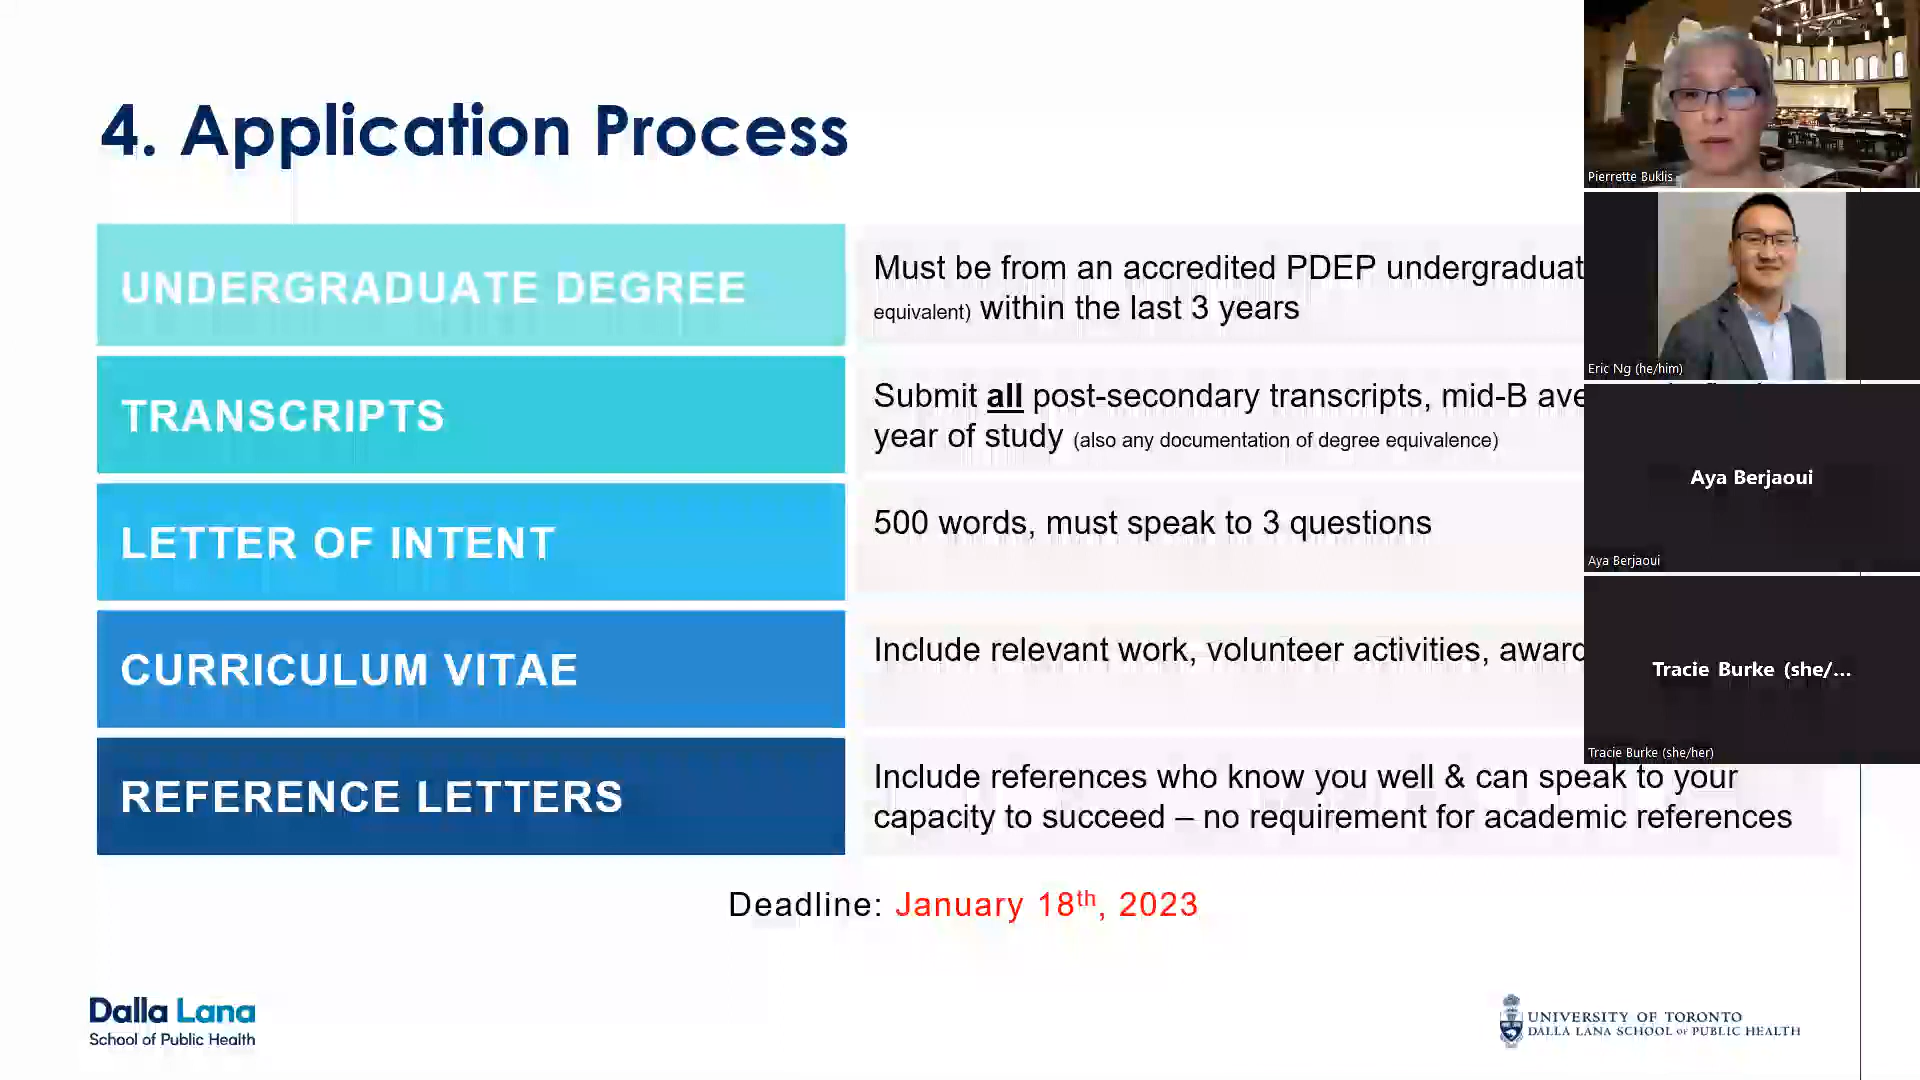 4. Application Process
UNDERGRADUATE DEGREE
Must be from an accredited PDEP undergraduat
equivalent) within the last 3 years
TRANSCRIPTS
Submit all post-secondary transcripts, mid-B ave
year of study (also any documentation of degree equivalence)
LETTER OF INTENT
500 words, must speak to 3 questions
CURRICULUM VITAE
Include relevant work, volunteer activities, award
REFERENCE LETTERS
Include references who know you well & can speak to your
capacity to succeed – no requirement for academic references
Deadline: January 18th, 2023
Dalla Lana
School of Public Health
UNIVERSITY OF TORONTO
DALLA LANA SCHOOL OF PUBLIC HEALTH
Pierrette Buklis
Eric Ng (he/him)
Aya Berjaoui
Aya Berjaoui
Tracie Burke (she/...
Tracie Burke (she/her)